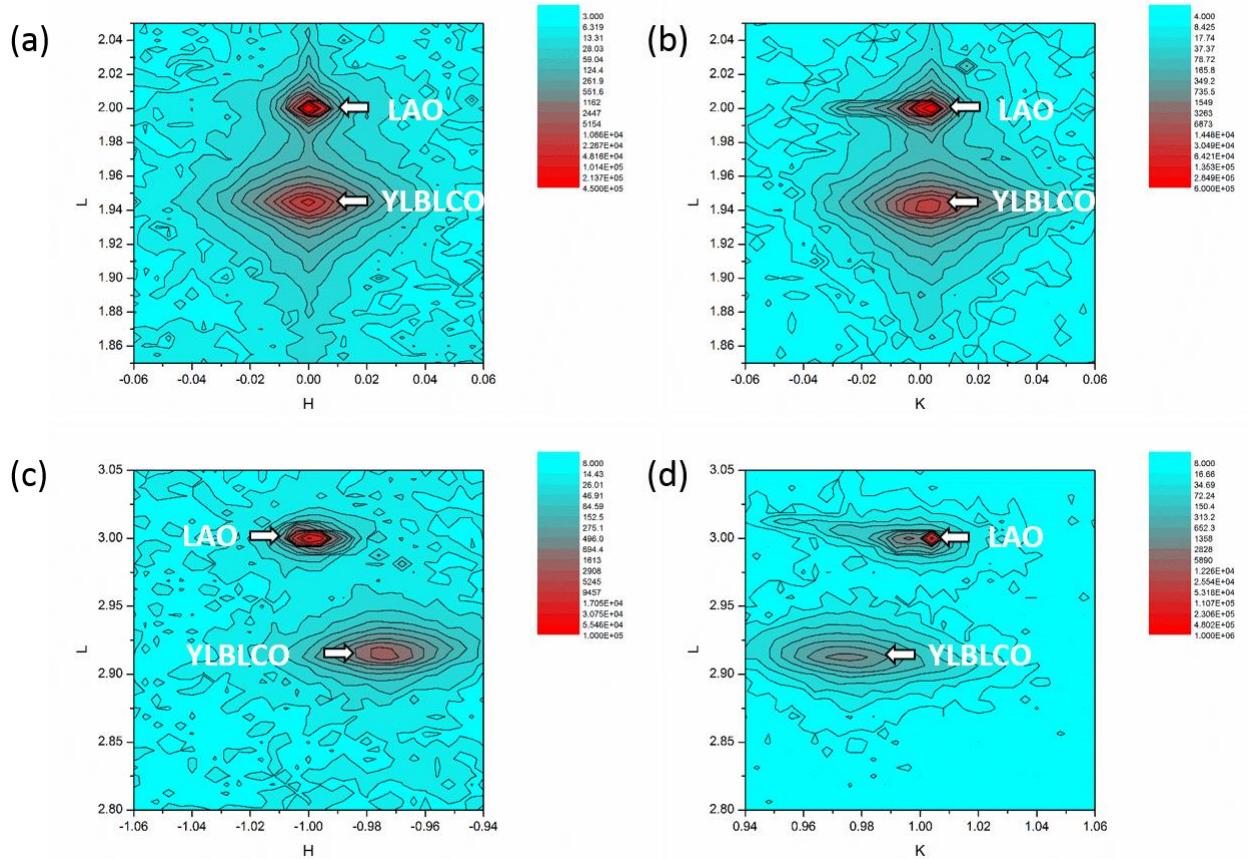 (a)
2.04
2.02
2.00
1.98
1.96
1.94
1.92
1.90
1.88
1.86
L
-0.06 -0.04 -0.02 0.00 0.02 0.04 0.06
H
LAO
YLBLCO
3.000
6.319
13.31
28.03
59.04
124.4
261.9
551.6
1162
2447
5154
1.086E+04
2.287E+04
4.816E+04
1.014E+05
2.137E+05
4.500E+05
(b)
2.04
2.02
2.00
1.98
1.96
1.94
1.92
1.90
1.88
1.86
L
-0.06 -0.04 -0.02 0.00 0.02 0.04 0.06
K
LAO
YLBLCO
4.000
8.425
17.74
37.37
78.72
165.8
349.2
735.5
1549
3263
6873
1.448E+04
3.049E+04
6.421E+04
1.353E+05
2.849E+05
6.000E+05
(c)
3.05
3.00
2.95
2.90
2.85
2.80
L
-1.06 -1.04 -1.02 -1.00 -0.98 -0.96 -0.94
H
LAO
YLBLCO
8.000
14.43
26.01
46.91
84.59
152.5
275.1
496.0
894.4
1613
2908
5245
9457
1.705E+04
3.075E+04
5.546E+04
1.000E+05
(d)
3.05
3.00
2.95
2.90
2.85
2.80
L
0.94 0.96 0.98 1.00 1.02 1.04 1.06
K
LAO
YLBLCO
8.000
16.66
34.69
72.24
150.4
313.2
652.3
1358
2828
5890
1.226E+04
2.554E+04
5.318E+04
1.107E+05
2.306E+05
4.802E+05
1.000E+06